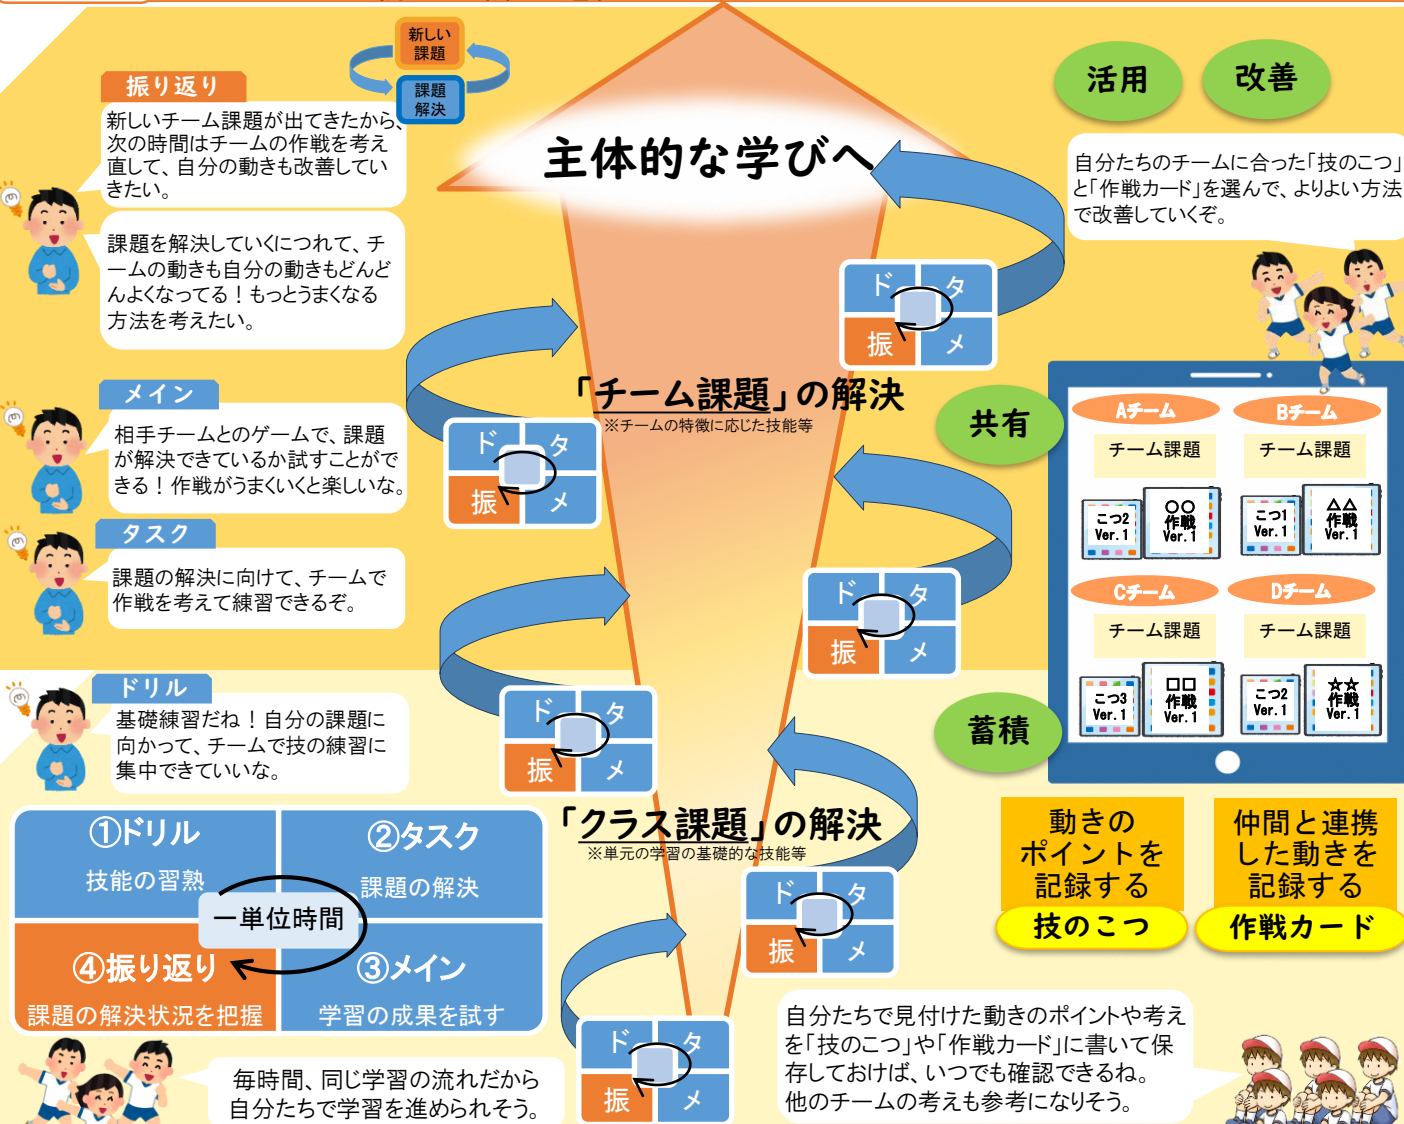 新しい
課題
課題
解決
振り返り
新しいチーム課題が出てきたから、
次の時間はチームの作戦を考え
直して、自分の動きも改善してい
きたい。
課題を解決していくにつれて、チ
ームの動きも自分の動きもどんど
んよくなってる！もっとうまくなる
方法を考えたい。
メイン
相手チームとのゲームで、課題
が解決できているか試すことがで
きる！作戦がうまくいくと楽しいな。
タスク
課題の解決に向けて、チームで
作戦を考えて練習できるぞ。
ドリル
基礎練習だね！自分の課題に
向かって、チームで技の練習に
集中できていいな。
①ドリル
技能の習熟
②タスク
課題の解決
一単位時間
④振り返り
課題の解決状況を把握
③メイン
学習の成果を試す
毎時間、同じ学習の流れだから
自分たちで学習を進められそう。
主体的な学びへ
ド タ
振 メ
「チーム課題」の解決
※チームの特徴に応じた技能等
ド タ
振 メ
ド タ
振 メ
ド タ
振 メ
「クラス課題」の解決
※単元の学習の基礎的な技能等
ド タ
振 メ
ド タ
振 メ
活用
改善
自分たちのチームに合った「技のこつ」
と「作戦カード」を選んで、よりよい方法
で改善していくぞ。
共有
蓄積
Aチーム
チーム課題
こつ2
Ver.1
○○
作戦
Ver.1
Bチーム
チーム課題
こつ1
Ver.1
△△
作戦
Ver.1
Cチーム
チーム課題
こつ3
Ver.1
□□
作戦
Ver.1
Dチーム
チーム課題
こつ2
Ver.1
☆☆
作戦
Ver.1
動きの
ポイントを
記録する
技のこつ
仲間と連携
した動きを
記録する
作戦カード
自分たちで見付けた動きのポイントや考え
を「技のこつ」や「作戦カード」に書いて保
存しておけば、いつでも確認できるね。
他のチームの考えも参考になりそう。